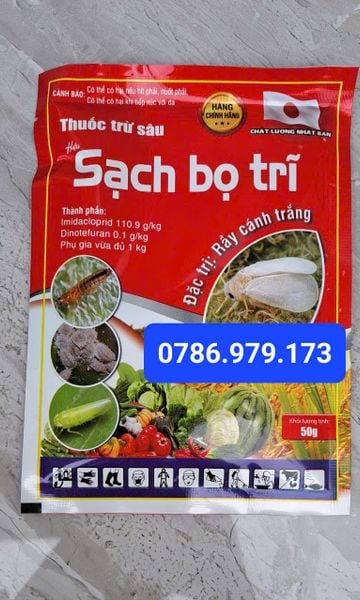 CẢNH BÁO: Có thể có hại nếu hít phải, nuốt phải
Có thể có hại khi tiếp xúc với da
HÀNG
CHÍNH HÃNG
CHẤT LƯỢNG NHẬT BẢN
Thuốc trừ sâu
Sạch bọ trĩ
Thành phần:
Imidacloprid 110.9 g/kg
Dinotefuran 0.1 g/kg
Phụ gia vừa đủ 1 kg
Đặc trị: Rầy cánh trắng
0786.979.173
Khối lượng tịnh:
50g